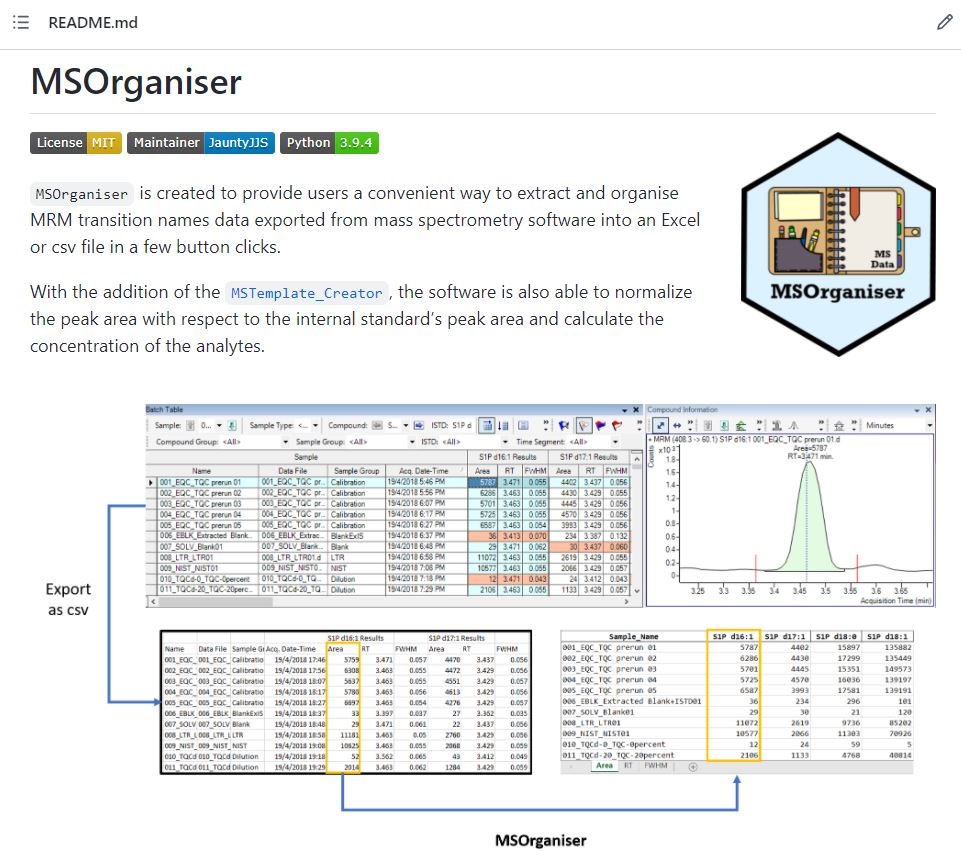 README.md
MSOrganiser
License MIT Maintainer JauntyJJS Python 3.9.4
MSOrganiser is created to provide users a convenient way to extract and organise
MRM transition names data exported from mass spectrometry software into an Excel
or csv file in a few button clicks.
With the addition of the MSTemplate_Creator , the software is also able to normalize
the peak area with respect to the internal standard's peak area and calculate the
concentration of the analytes.
MS
Data
MSOrganiser
Batch Table
Sample: 0... Sample Type: <... Compound: S... ISTD: S1P d
Compound Group: <All> Sample Group: <All> ISTD: <All> Time Segment: <All>
Sample S1P d16:1 Results S1P d17:1 Results
Name Data File Sample Group Acq. Date-Time Area RT FWHM Area RT FWHM
001_EQC_TQC prerun 01 001_EQC_TQC pr... Calibration 19/4/2018 5:46 PM 5787 3.471 0.055 4402 3.437 0.056
002_EQC_TQC prerun 02 002_EQC_TQC pr... Calibration 19/4/2018 5:56 PM 6286 3.463 0.055 4430 3.429 0.055
003_EQC_TQC prerun 03 003_EQC_TQC pr... Calibration 19/4/2018 6:07 PM 5701 3.463 0.055 4445 3.429 0.056
004_EQC_TQC prerun 04 004_EQC_TQC pr... Calibration 19/4/2018 6:17 PM 5725 3.463 0.055 4570 3.429 0.056
005_EQC_TQC prerun 05 005_EQC_TQC pr... Calibration 19/4/2018 6:27 PM 6587 3.463 0.054 3993 3.429 0.056
006_EBLK_Extracted Blank... 006_EBLK_Extrac... BlankExIS 19/4/2018 6:37 PM 36 3.413 0.070 234 3.387 0.132
007_SOLV_Blank01 007_SOLV_Blank... Blank 19/4/2018 6:48 PM 29 3.471 0.062 30 3.437 0.060
008_LTR_LTR01 008_LTR_LTR01.d LTR 19/4/2018 6:58 PM 11072 3.463 0.055 2619 3.429 0.055
009_NIST_NIST01 009_NIST_NIST0... NIST 19/4/2018 7:08 PM 10577 3.463 0.055 2066 3.429 0.057
010_TQCd-0_TQC-0percent 010_TQCd-0_TQ... Dilution 19/4/2018 7:18 PM 12 3.471 0.043 24 3.412 0.043
011_TQCd-20_TQC-20perc... 011_TQCd-20_TQ... Dilution 19/4/2018 7:29 PM 2106 3.463 0.055 1133 3.429 0.057
Compound Information
Minutes
+ MRM (408.3 -> 60.1) S1P d16:1 001_EQC_TQC prerun 01.d
Counts
x10 3
Area=5787
RT=3.471 min.
1.8
1.6
1.4
1.2
1
0.8
0.6
0.4
0.2
0
3.25 3.3 3.35 3.4 3.45 3.5 3.55 3.6 3.65
Acquisition Time (min)
Export
as csv
S1P d16:1 Results S1P d17:1 Results
Name Data File Sample Gr Acq. Date-Time Area RT FWHM Area RT FWHM
001_EQC_ 001_EQC_ Calibratio 19/4/2018 17:46 5759 3.471 0.057 4470 3.437 0.056
002_EQC_ 002_EQC_ Calibratio 19/4/2018 17:56 6308 3.463 0.055 4472 3.429 0.056
003_EQC_ 003_EQC_ Calibratio 19/4/2018 18:07 5637 3.463 0.055 4551 3.429 0.057
004_EQC_ 004_EQC_ Calibratio 19/4/2018 18:17 5780 3.463 0.056 4613 3.429 0.056
005_EQC_ 005_EQC_ Calibratio 19/4/2018 18:27 6697 3.463 0.054 4276 3.429 0.057
006_EBLK 006_EBLK BlankExIS 19/4/2018 18:37 33 3.397 0.037 27 3.362 0.035
007_SOLV 007_SOLV Blank 19/4/2018 18:48 29 3.471 0.061 22 3.437 0.066
008_LTR_L 008_LTR_L LTR 19/4/2018 18:58 11181 3.463 0.05 2760 3.429 0.056
009_NIST 009_NIST NIST 19/4/2018 19:08 10625 3.463 0.055 2068 3.429 0.059
010_TQCd 010_TQCd Dilution 19/4/2018 19:18 52 3.562 0.065 43 3.412 0.049
011_TQCd 011_TQCd Dilution 19/4/2018 19:29 2014 3.463 0.062 1284 3.429 0.059
Sample_Name S1P d16:1 S1P d17:1 S1P d18:0 S1P d18:1
001_EQC_TQC prerun 01 5787 4402 15897 135882
002_EQC_TQC prerun 02 6286 4430 17299 135449
003_EQC_TQC prerun 03 5701 4445 15351 149573
004_EQC_TQC prerun 04 5725 4570 16036 139197
005_EQC_TQC prerun 05 6587 3993 17581 139191
006_EBLK_Extracted Blank+ISTD01 36 234 296 101
007_SOLV_Blank01 29 30 21 120
008_LTR_LTR01 11072 2619 9736 85202
009_NIST_NIST01 10577 2066 11303 70926
010_TQCd-0_TQC-0percent 12 24 59 5
011_TQCd-20_TQC-20percent 2106 1133 4768 40814
Area RT FWHM
MSOrganiser